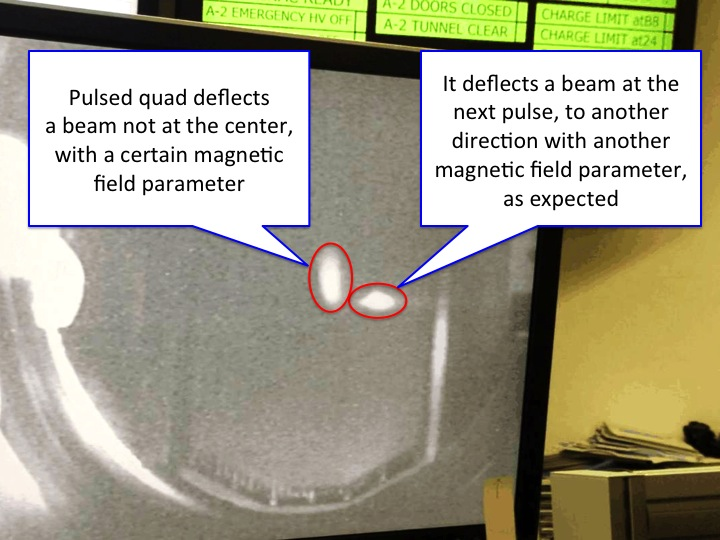 READY
A-2 EMERGENCY HV OFF
A-2 DOORS CLOSED
A-2 TUNNEL CLEAR
CHARGE LIMIT atB8
CHARGE LIMIT at24
Pulsed quad deflects
a beam not at the center,
with a certain magnetic
field parameter
It deflects a beam at the
next pulse, to another
direction with another
magnetic field parameter,
as expected